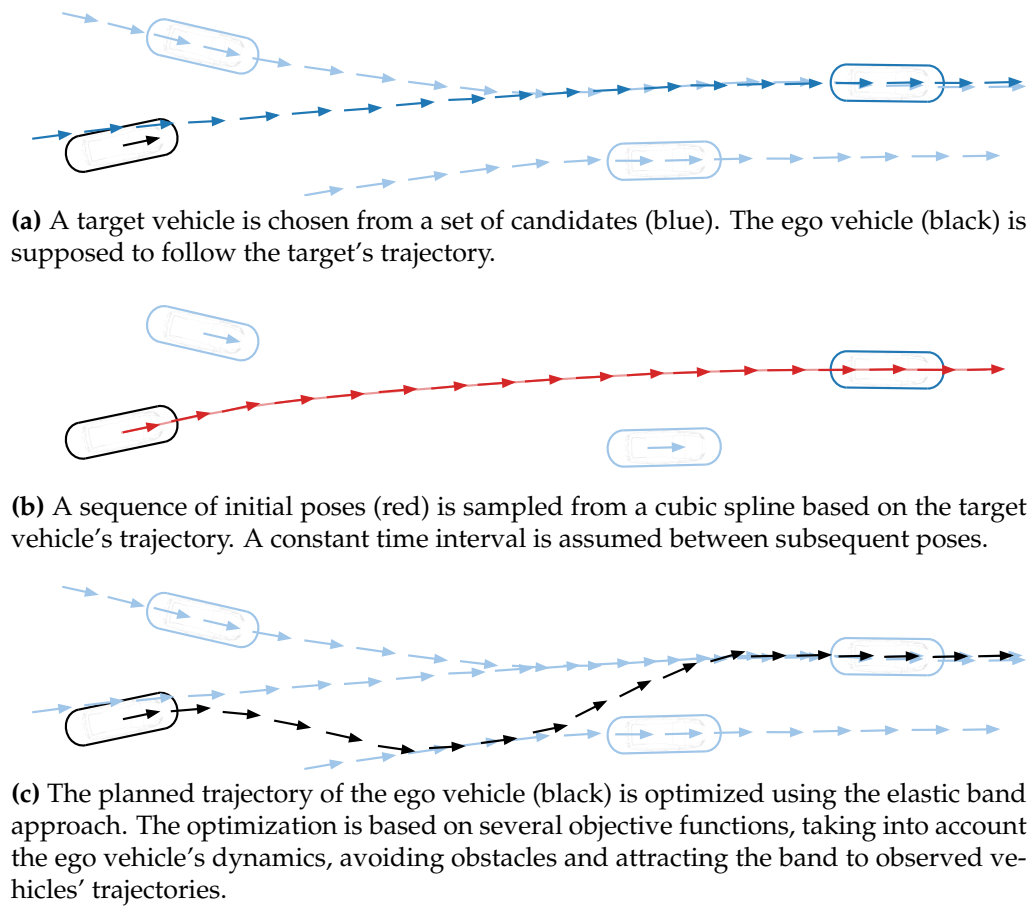 (a) A target vehicle is chosen from a set of candidates (blue). The ego vehicle (black) is
supposed to follow the target's trajectory.
(b) A sequence of initial poses (red) is sampled from a cubic spline based on the target
vehicle's trajectory. A constant time interval is assumed between subsequent poses.
(c) The planned trajectory of the ego vehicle (black) is optimized using the elastic band
approach. The optimization is based on several objective functions, taking into account
the ego vehicle's dynamics, avoiding obstacles and attracting the band to observed ve-
hicles' trajectories.